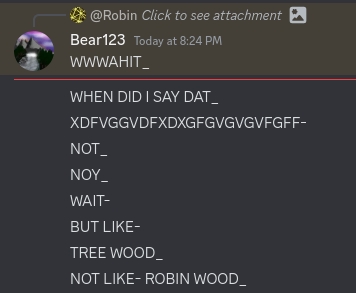 @Robin Click to see attachment
Bear123 Today at 8:24 PM
WWWAHIT_
WHEN DID I SAY DAT_
XDFVGGVDFXDXGFGVGVGVFGFF-
NOT_
NOY_
WAIT-
BUT LIKE-
TREE WOOD_
NOT LIKE- ROBIN WOOD_